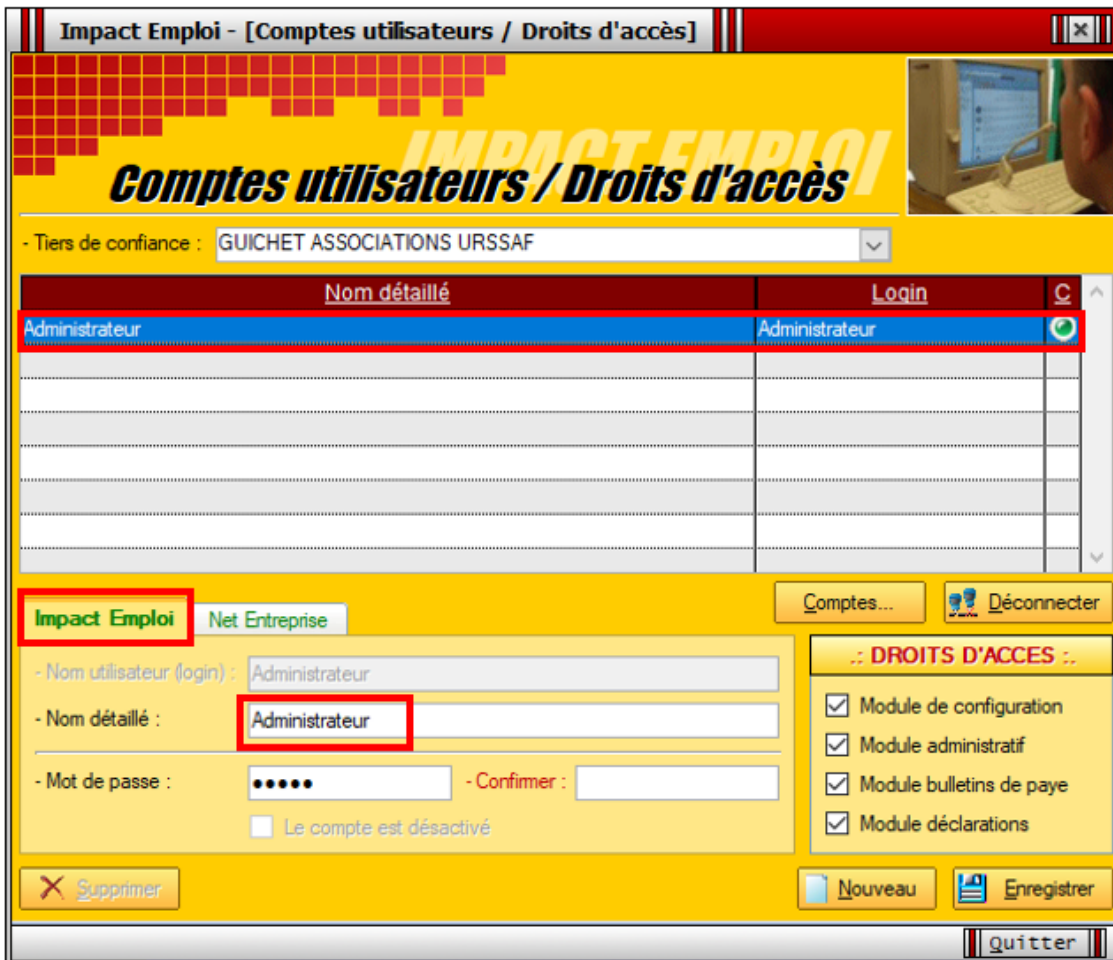 Impact Emploi - [Comptes utilisateurs / Droits d'accès]
IMPACT EMPLOI
Comptes utilisateurs / Droits d'accès
- Tiers de confiance : GUICHET ASSOCIATIONS URSSAF
Nom détaillé Login C
Administrateur Administrateur
Comptes... Déconnecter
Impact Emploi Net Entreprise
.: DROITS D'ACCES :.
- Nom utilisateur (login) : Administrateur
Module de configuration
- Nom détaillé : Administrateur
Module administratif
- Mot de passe : ●●●●● - Confirmer :
Module bulletins de paye
Le compte est désactivé
Module déclarations
Supprimer Nouveau Enregistrer
Quitter